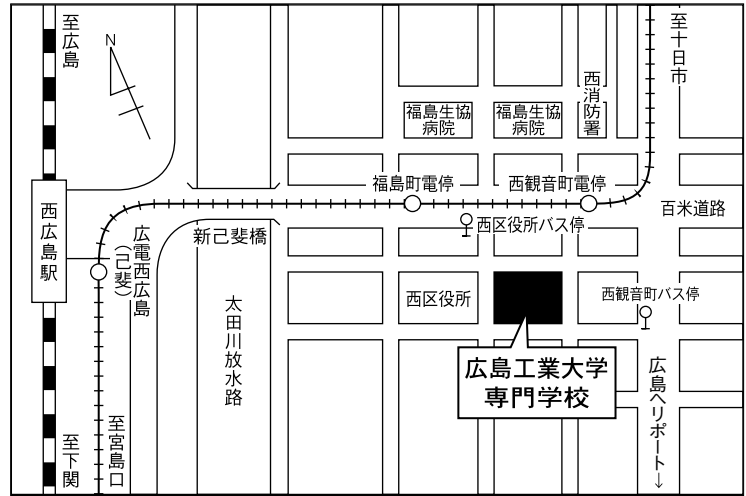 至広島
N
至十日市
西消防署
福島生協
病院
福島生協
病院
福島町電停
西観音町電停
百米道路
西広島駅
広電西広島
（己斐）
新己斐橋
西区役所バス停
太田川放水路
西区役所
西観音町バス停
広島工業大学
専門学校
広島ヘリポート→
至宮島口
至下関